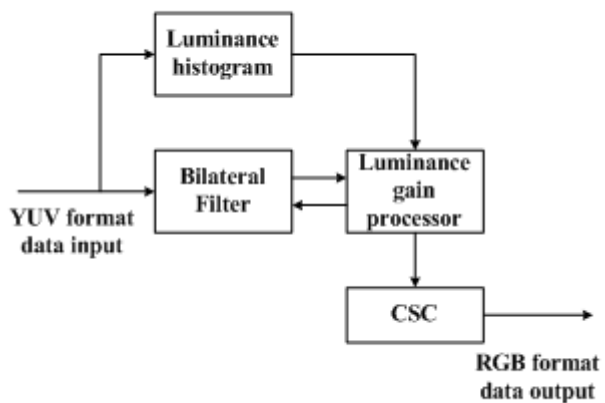 Luminance
histogram
Bilateral
Filter
Luminance
gain
processor
YUV format
data input
CSC
RGB format
data output